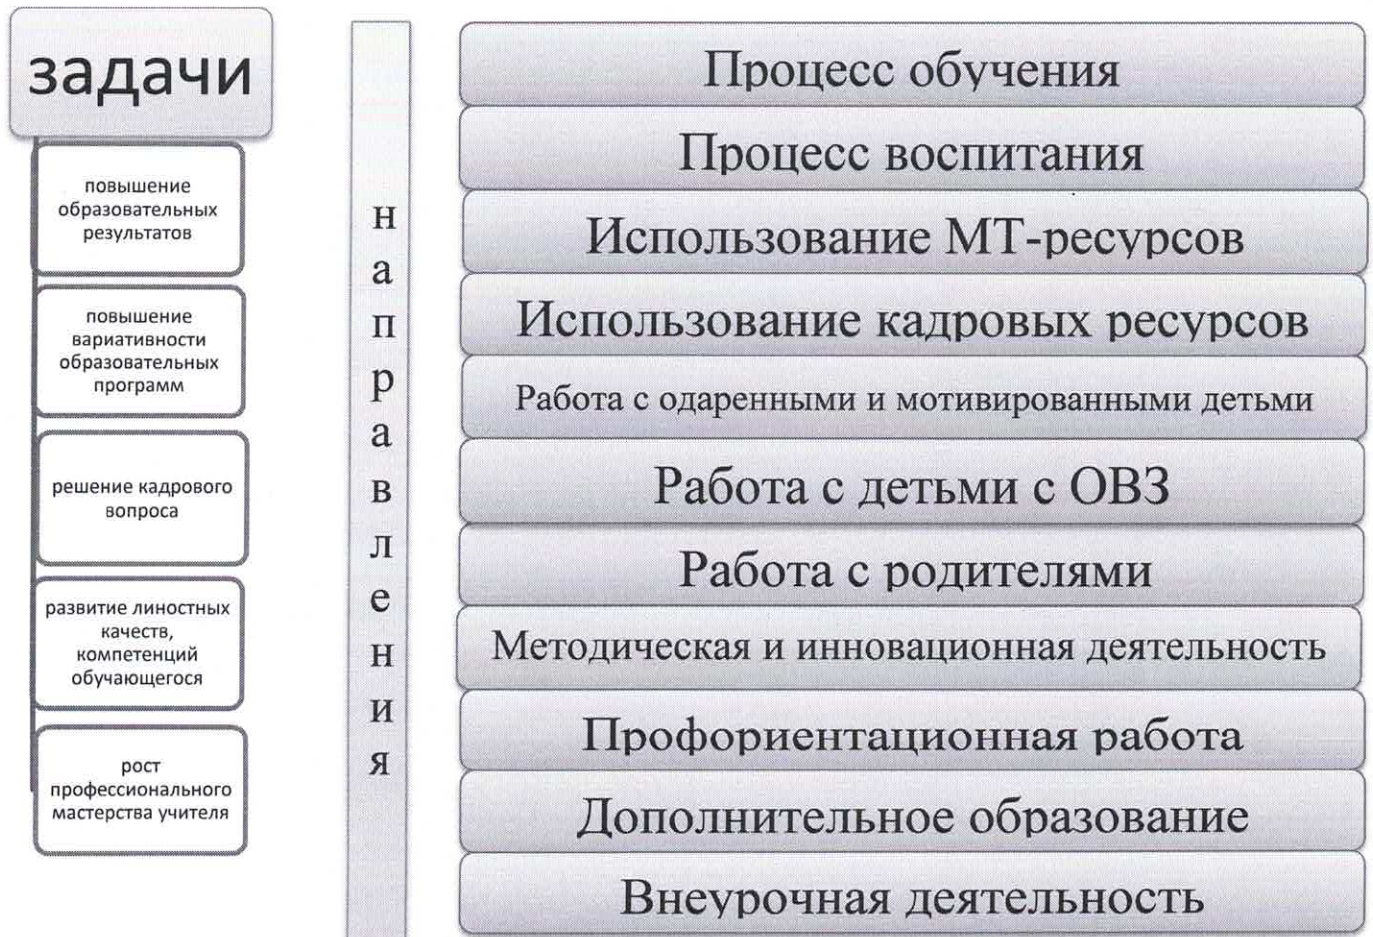 задачи
повышение
образовательных
результатов
повышение
вариативности
образовательных
программ
решение кадрового
вопроса
развитие линостных
качеств,
компетенций
обучающегося
рост
профессионального
мастерства учителя
направления
Процесс обучения
Процесс воспитания
Использование МТ-ресурсов
Использование кадровых ресурсов
Работа с одаренными и мотивированными детьми
Работа с детьми с ОВЗ
Работа с родителями
Методическая и инновационная деятельность
Профориентационная работа
Дополнительное образование
Внеурочная деятельность